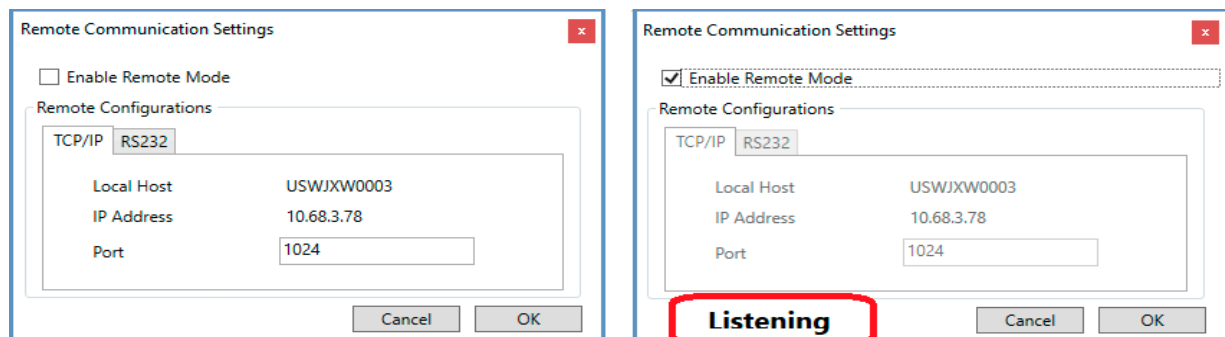 Remote Communication Settings
x
Enable Remote Mode
Remote Configurations
TCP/IP RS232
Local Host USWJXW0003
IP Address 10.68.3.78
Port 1024
Cancel OK
Remote Communication Settings
x
Enable Remote Mode
Remote Configurations
TCP/IP RS232
Local Host USWJXW0003
IP Address 10.68.3.78
Port 1024
Listening Cancel OK